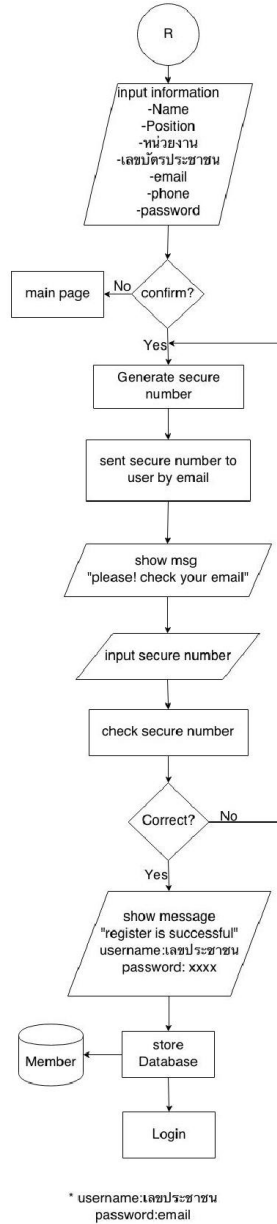 R
input information
-Name
-Position
-หน่วยงาน
-เลขบัตรประชาชน
-email
-phone
-password
confirm?
No
main page
Yes
Generate secure
number
sent secure number to
user by email
show msg
"please! check your email"
input secure number
check secure number
Correct?
No
Yes
show message
"register is successful"
username:เลขประชาชน
password: xxxx
store
Database
Member
Login
* username:เลขประชาชน
password:email